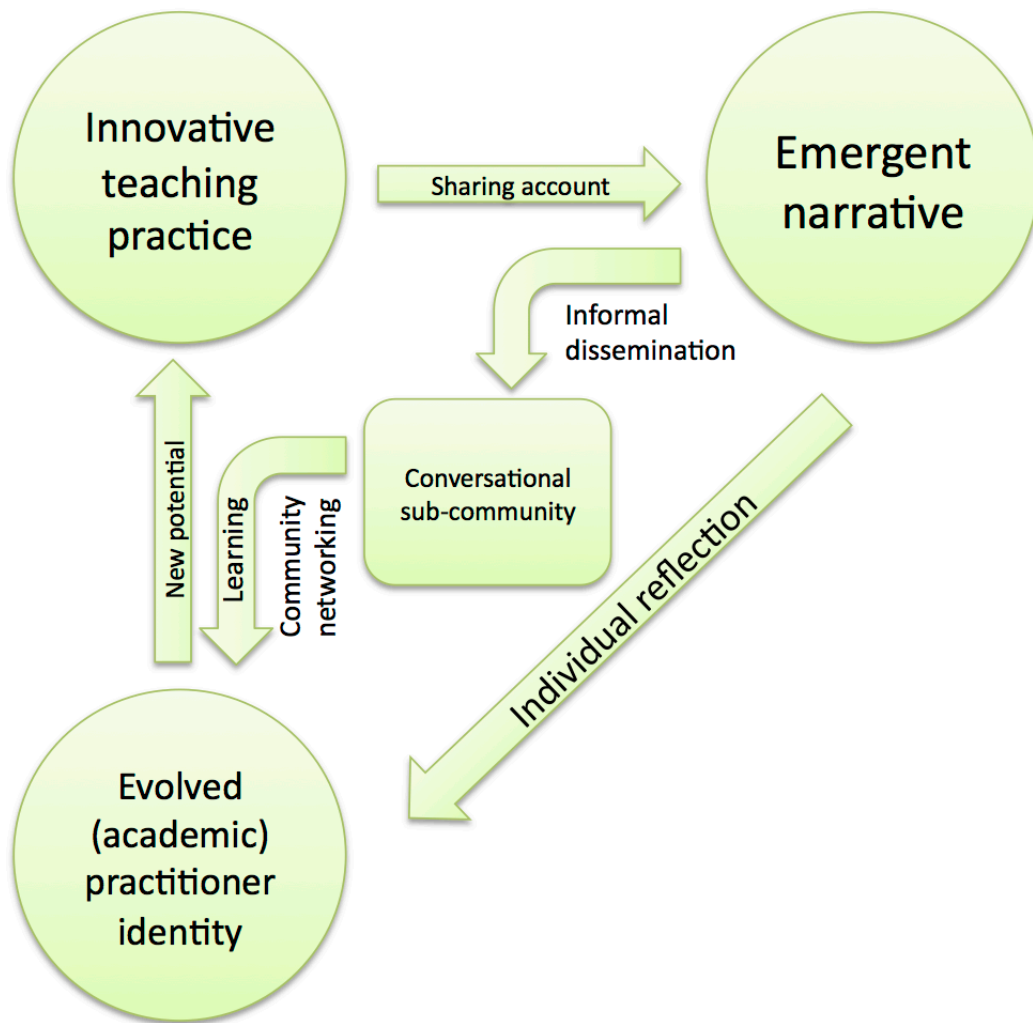 Innovative
teaching
practice
Sharing account
Emergent
narrative
Informal
dissemination
Conversational
sub-community
New potential
Learning
Community
networking
Individual reflection
Evolved
(academic)
practitioner
identity